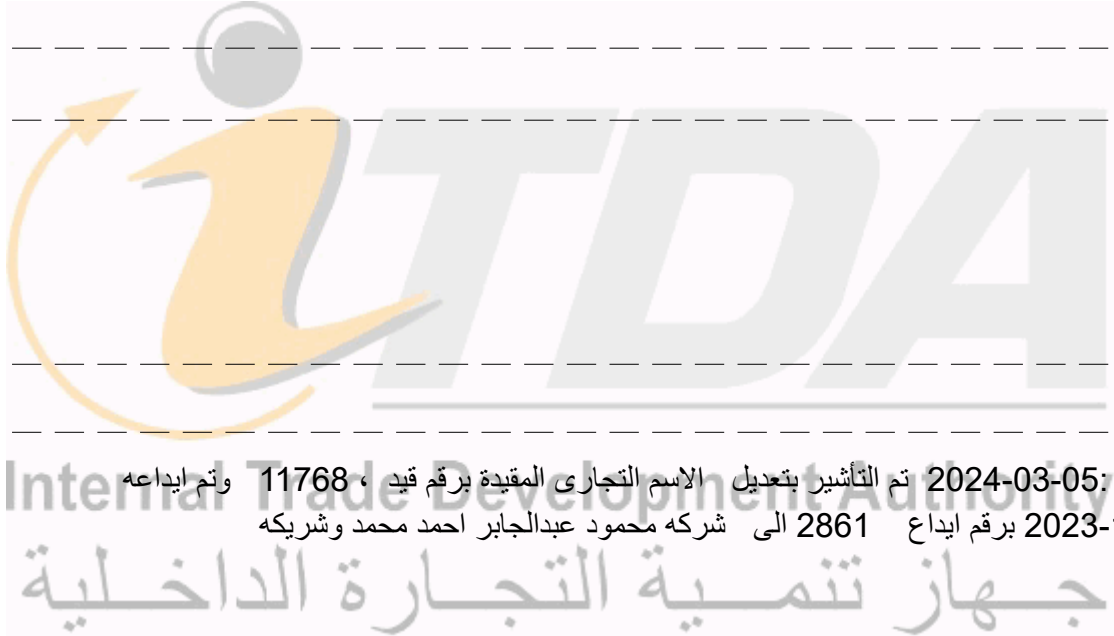 iTDA
Internal Trade Development Authority
:2024-03-05 تم التأشير بتعديل الاسم التجارى المقيدة برقم قيد ، 11768 وتم ايداعه
2023- برقم ايداع 2861 الى شركه محمود عبدالجابر احمد محمد وشريكه
جهاز تنمية التجارة الداخلية